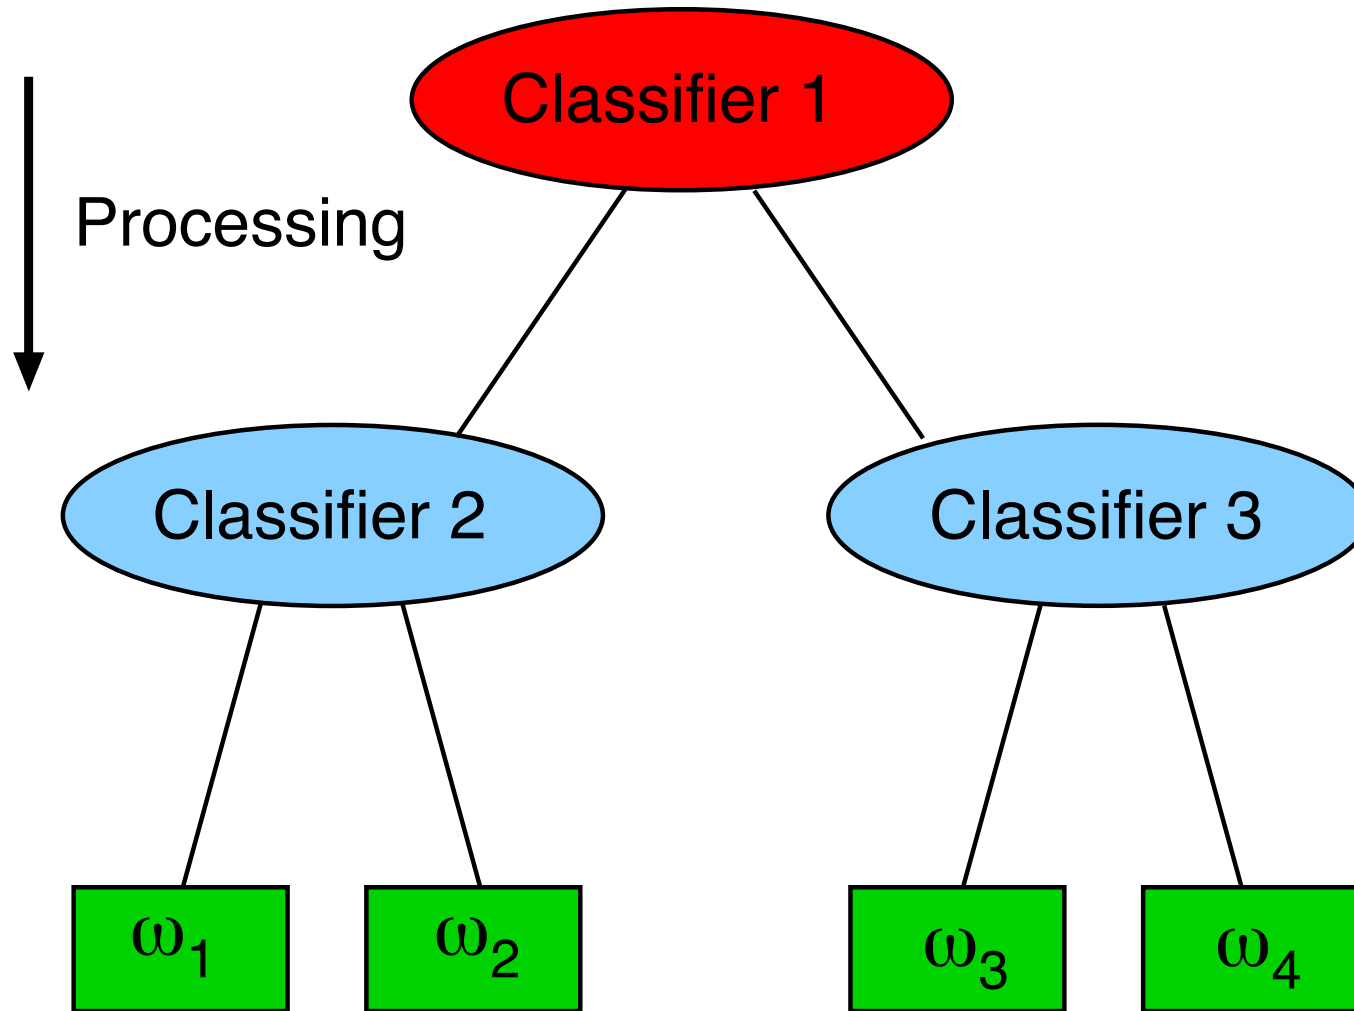 Classifier 1
Processing
Classifier 2
Classifier 3
ω₁
ω₂
ω₃
ω₄